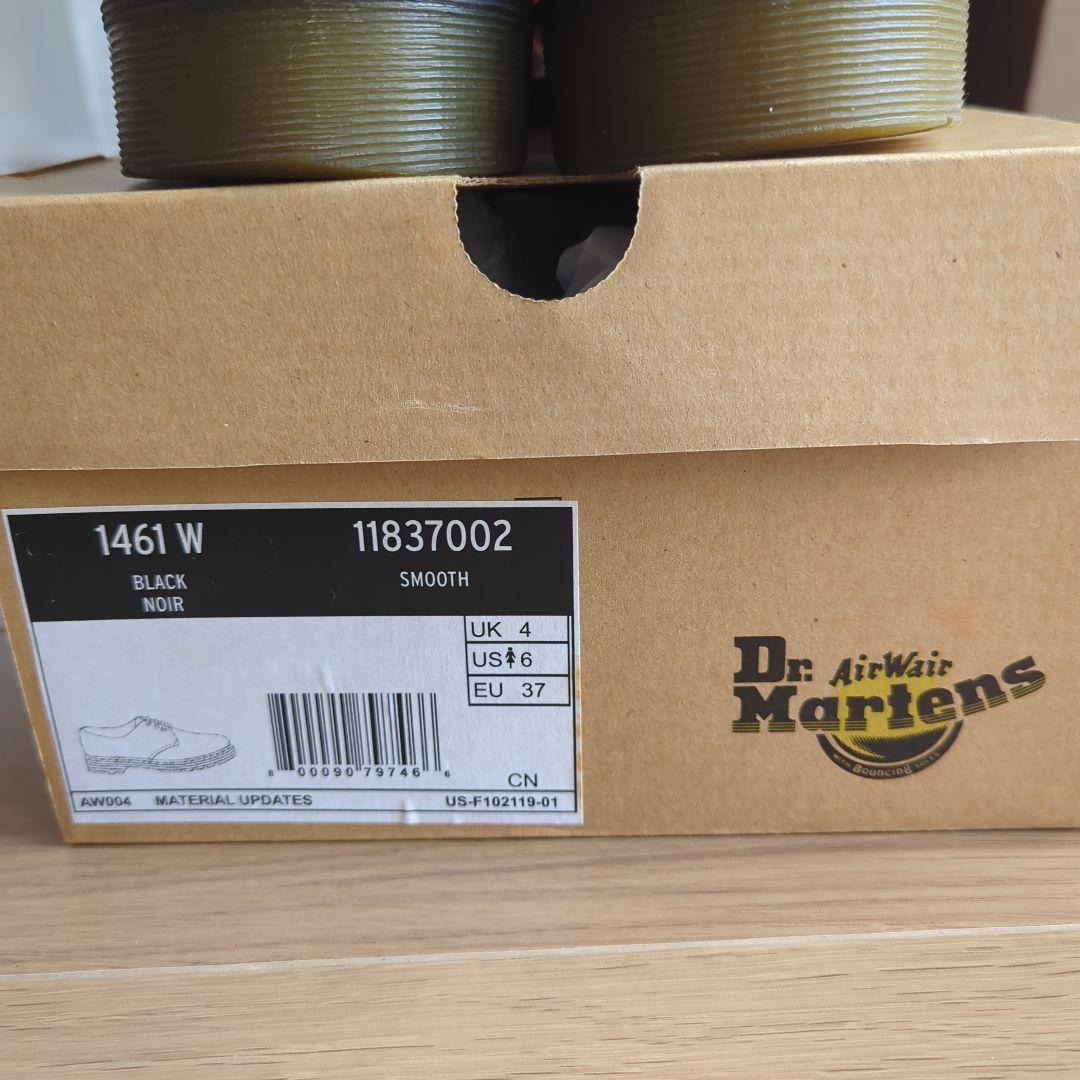 1461 W
11837002
BLACK
NOIR
SMOOTH
UK 4
US 6
EU 37
8 00090 79746 6
CN
AW004 MATERIAL UPDATES US-F102119-01
Dr. AirWair
Martens
WITH Bouncing SOLES